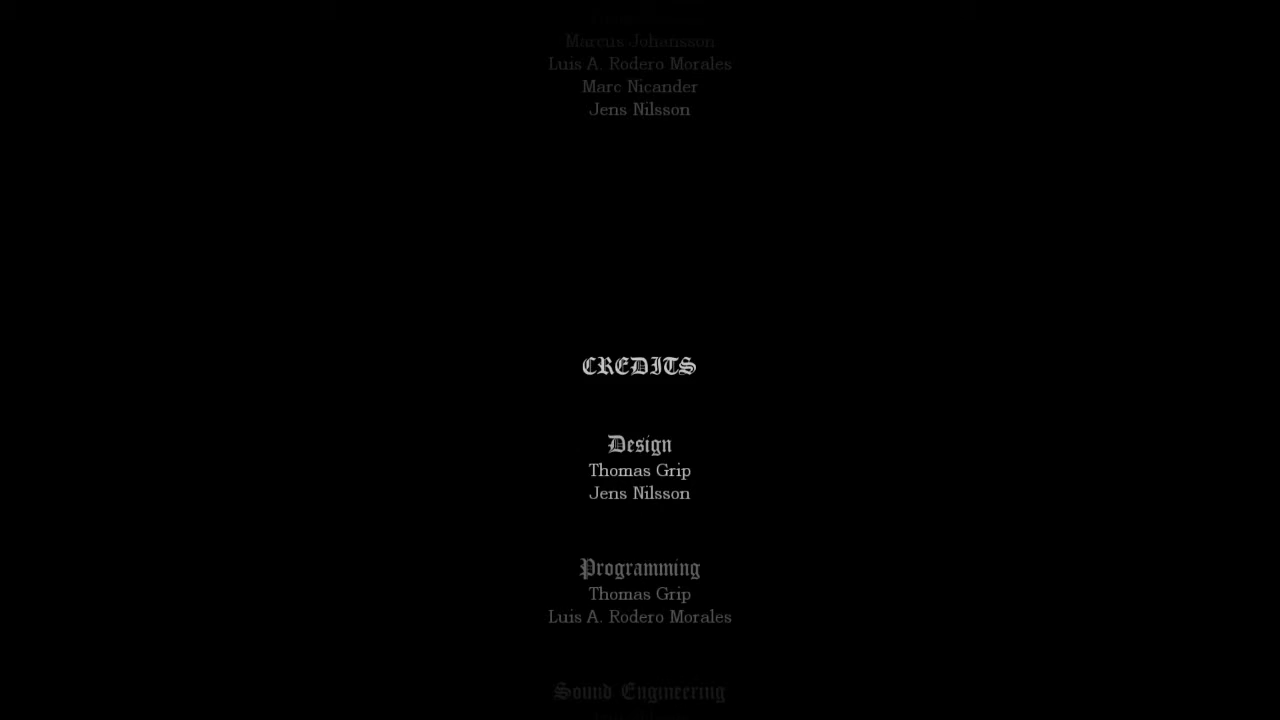 Marcus Johansson
Luis A. Rodero Morales
Marc Nicander
Jens Nilsson
CREDITS
Design
Thomas Grip
Jens Nilsson
Programming
Thomas Grip
Luis A. Rodero Morales
Sound Engineering